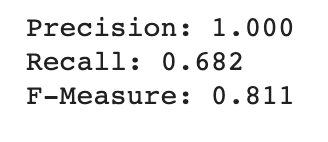 Precision: 1.000
Recall: 0.682
F-Measure: 0.811